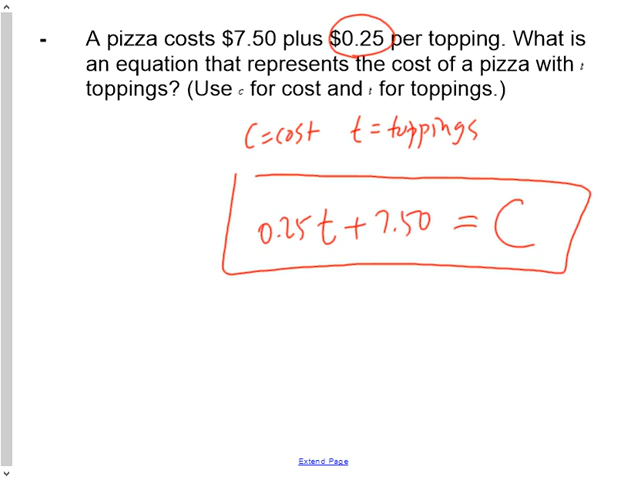 - A pizza costs $7.50 plus $0.25 per topping. What is
an equation that represents the cost of a pizza with t
toppings? (Use c for cost and t for toppings.)
C=cost t=toppings
0.25t+7.50 = C
Extend Page